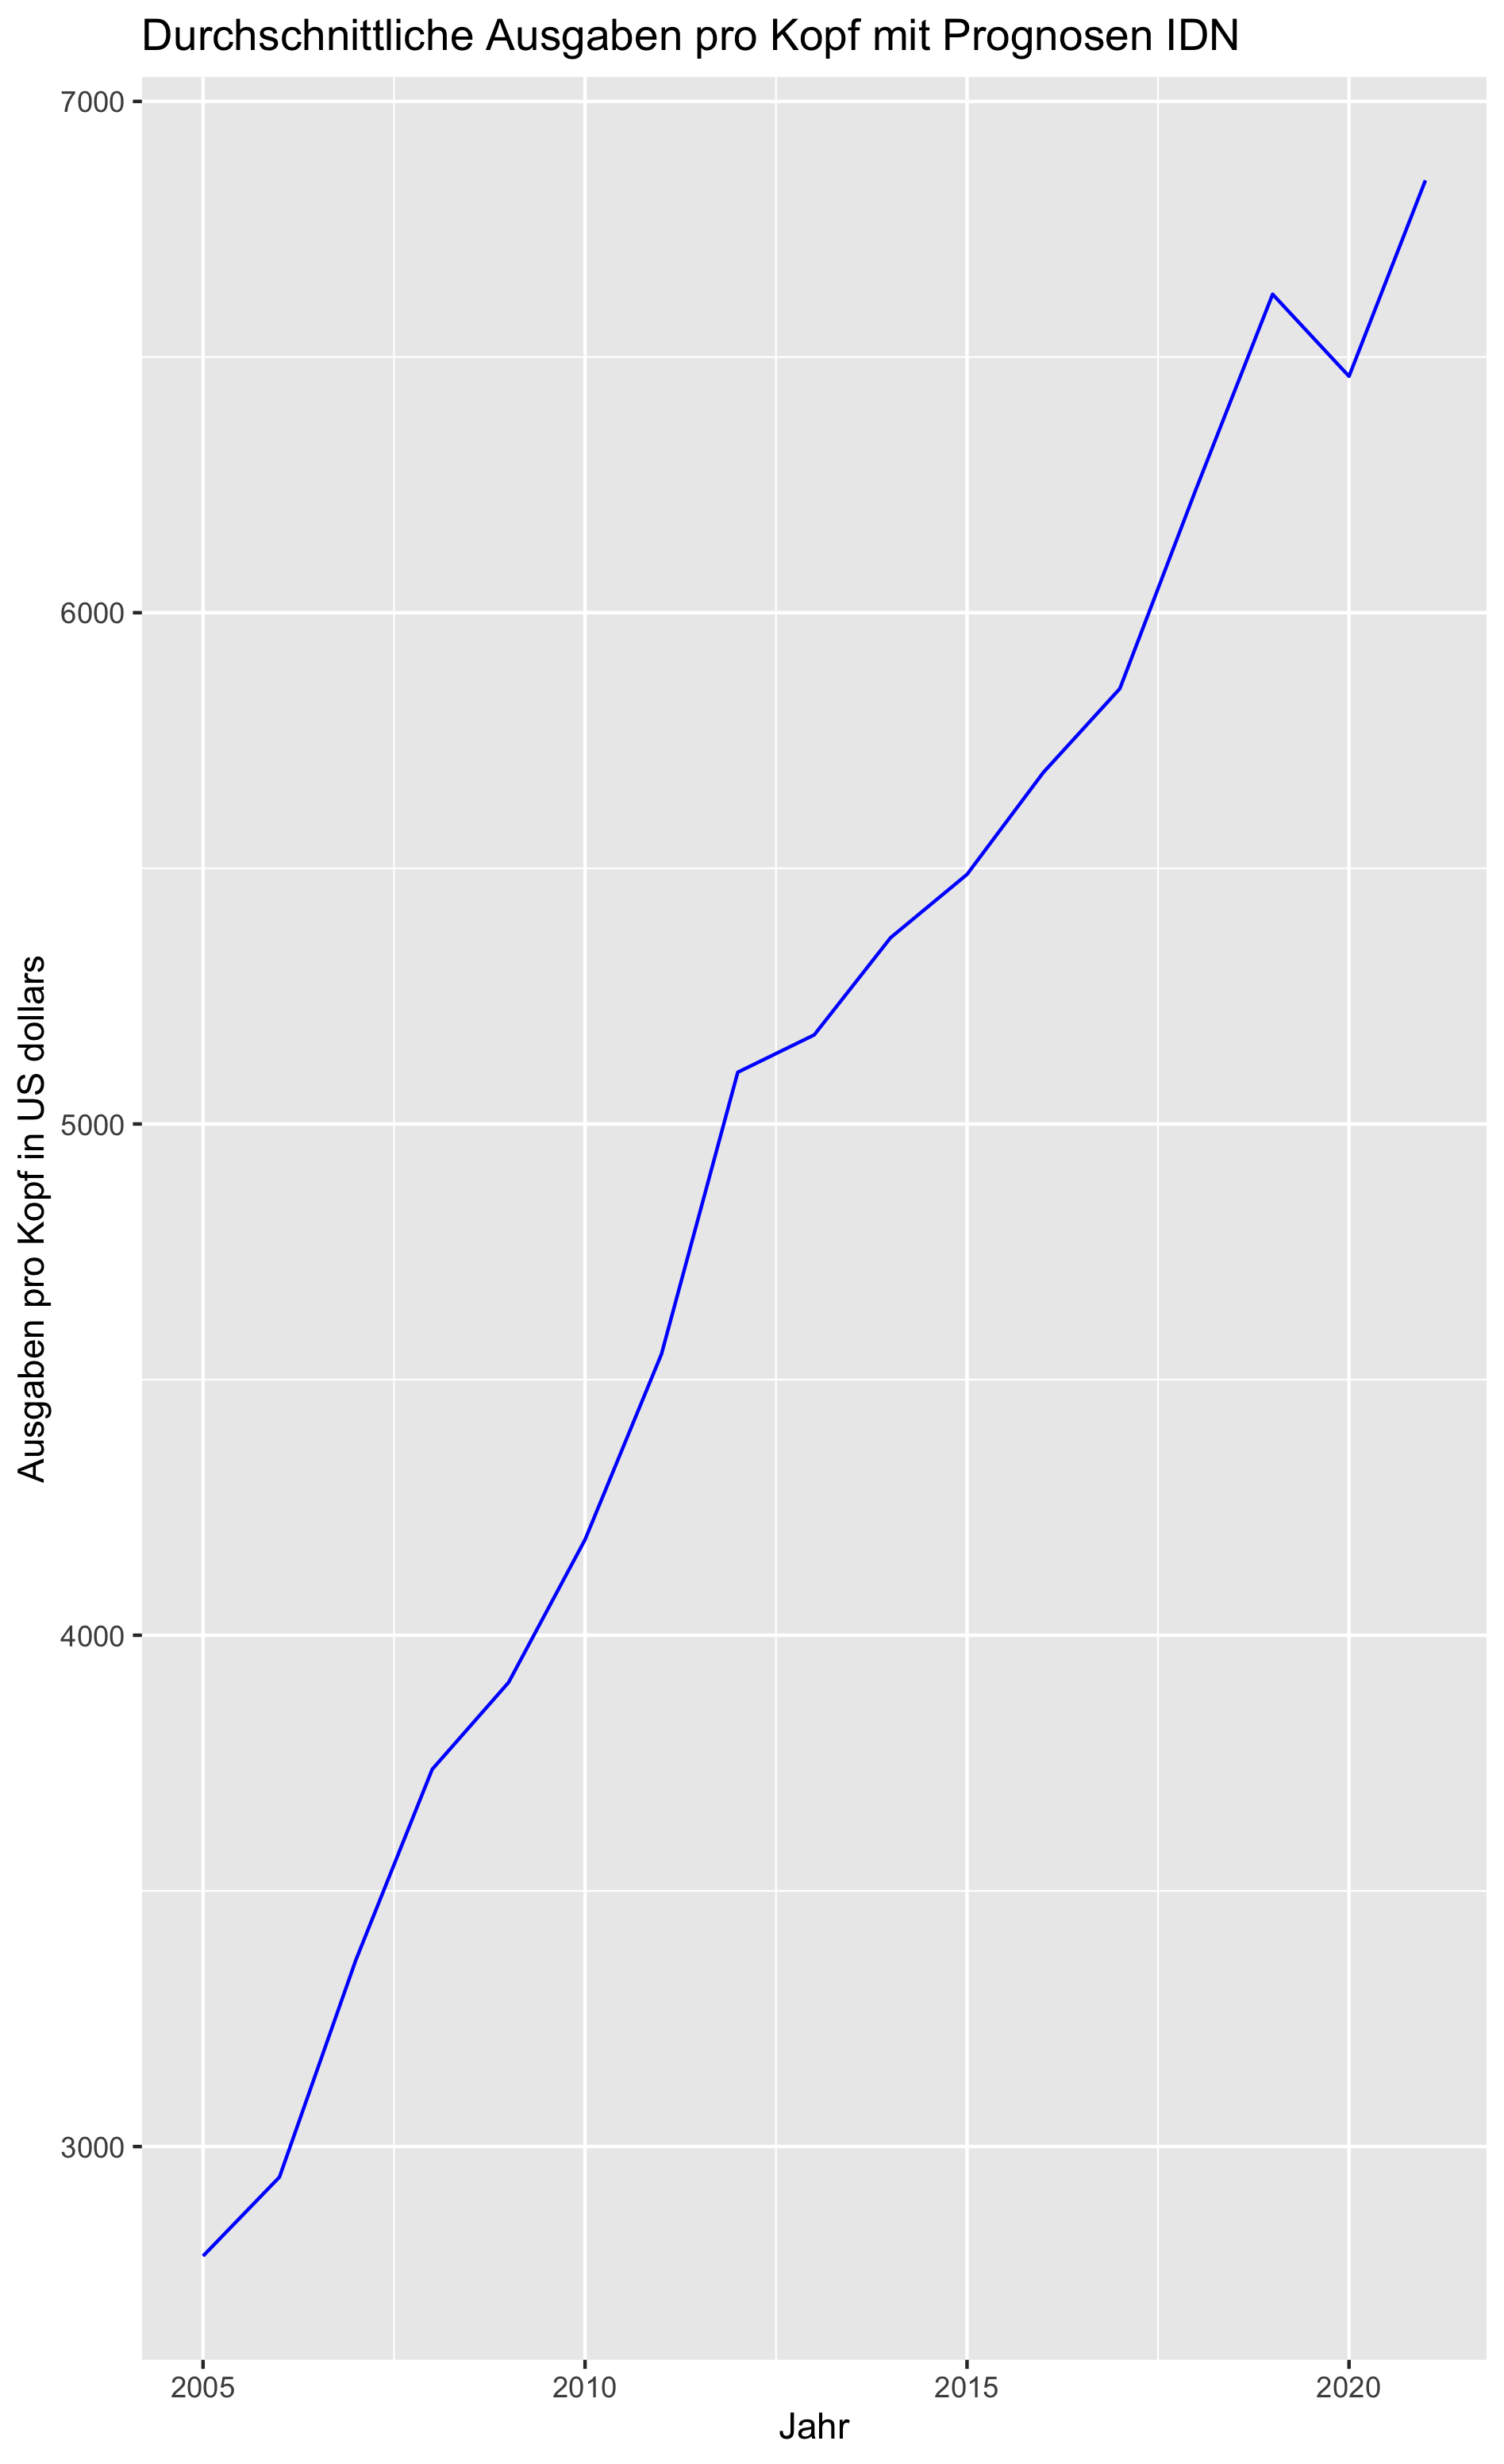 Durchschnittliche Ausgaben pro Kopf mit Prognosen IDN
7000
6000
5000
4000
3000
Ausgaben pro Kopf in US dollars
2005 2010 2015 2020
Jahr